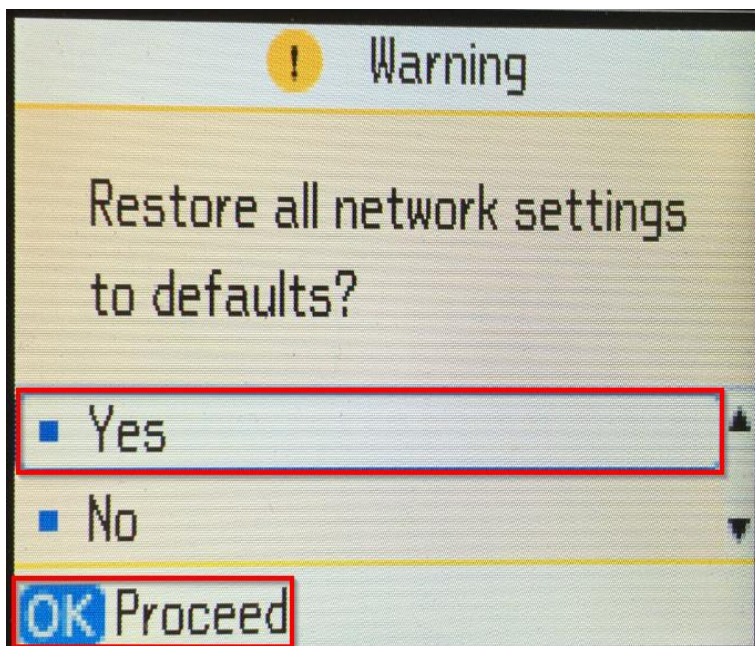 ! Warning
Restore all network settings
to defaults?
Yes
No
OK Proceed